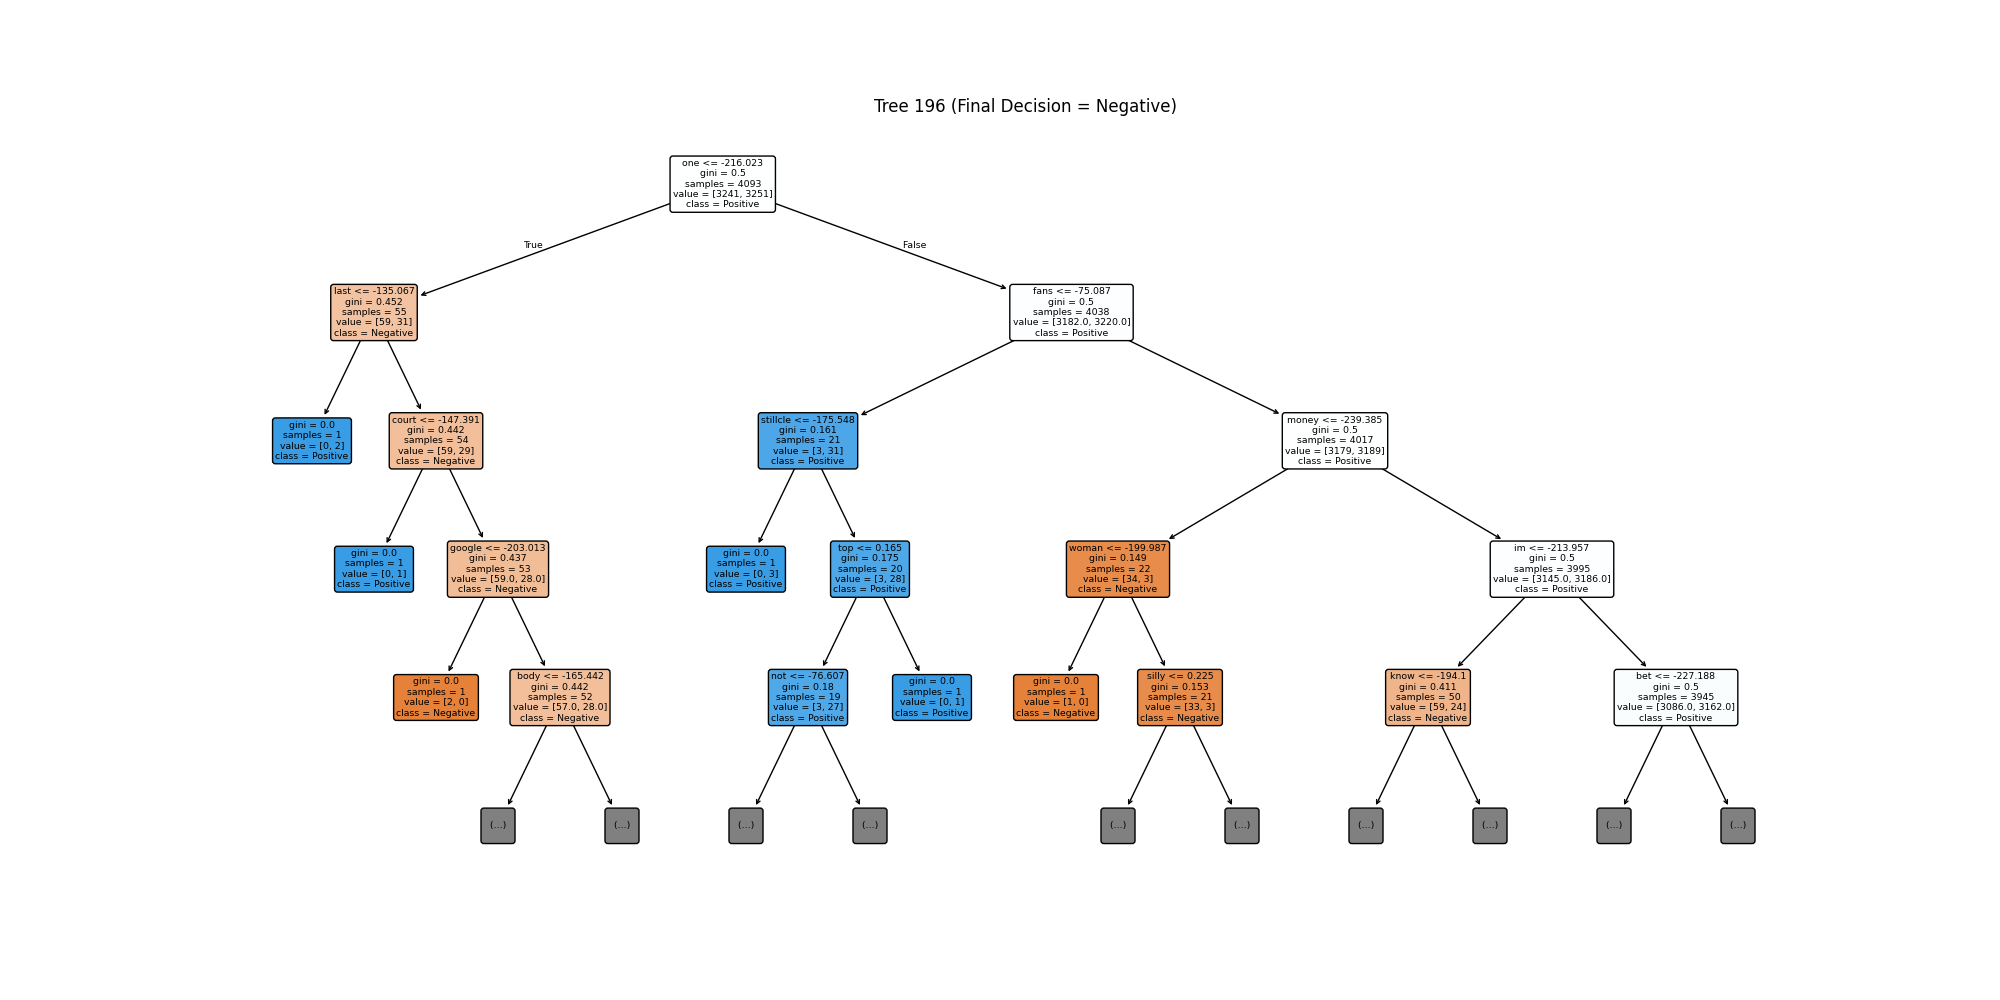 Tree 196 (Final Decision = Negative)
one <= -216.023
gini = 0.5
samples = 4093
value = [3241, 3251]
class = Positive
True
False
last <= -135.067
gini = 0.452
samples = 55
value = [59, 31]
class = Negative
fans <= -75.087
gini = 0.5
samples = 4038
value = [3182.0, 3220.0]
class = Positive
gini = 0.0
samples = 1
value = [0, 2]
class = Positive
court <= -147.391
gini = 0.442
samples = 54
value = [59, 29]
class = Negative
stillcle <= -175.548
gini = 0.161
samples = 21
value = [3, 31]
class = Positive
money <= -239.385
gini = 0.5
samples = 4017
value = [3179, 3189]
class = Positive
gini = 0.0
samples = 1
value = [0, 1]
class = Positive
google <= -203.013
gini = 0.437
samples = 53
value = [59.0, 28.0]
class = Negative
gini = 0.0
samples = 1
value = [0, 3]
class = Positive
top <= 0.165
gini = 0.175
samples = 20
value = [3, 28]
class = Positive
woman <= -199.987
gini = 0.149
samples = 22
value = [34, 3]
class = Negative
im <= -213.957
gini = 0.5
samples = 3995
value = [3145.0, 3186.0]
class = Positive
gini = 0.0
samples = 1
value = [2, 0]
class = Negative
body <= -165.442
gini = 0.442
samples = 52
value = [57.0, 28.0]
class = Negative
not <= -76.607
gini = 0.18
samples = 19
value = [3, 27]
class = Positive
gini = 0.0
samples = 1
value = [0, 1]
class = Positive
gini = 0.0
samples = 1
value = [1, 0]
class = Negative
silly <= 0.225
gini = 0.153
samples = 21
value = [33, 3]
class = Negative
know <= -194.1
gini = 0.411
samples = 50
value = [59, 24]
class = Negative
bet <= -227.188
gini = 0.5
samples = 3945
value = [3086.0, 3162.0]
class = Positive
(...)
(...)
(...)
(...)
(...)
(...)
(...)
(...)
(...)
(...)